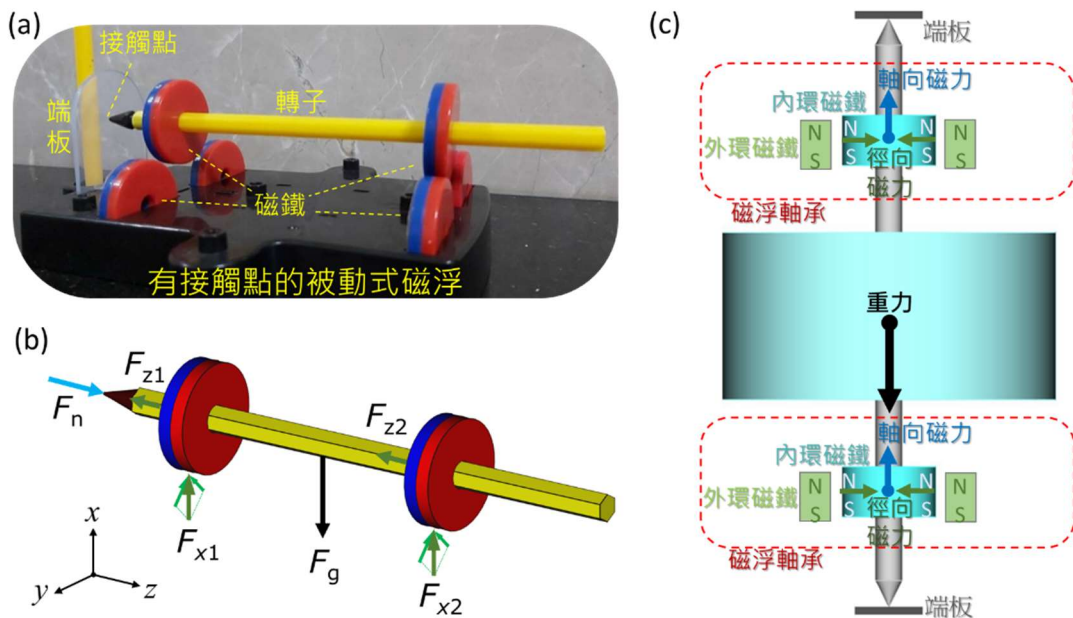 (a)
接觸點
端
板
轉子
磁鐵
有接觸點的被動式磁浮
(b)
Fn
Fz1
Fz2
Fx1
Fg
Fx2
x
y
z
(c)
端板
軸向磁力
內環磁鐵
外環磁鐵
N
S
N
S
N
S
N
S
徑向
磁力
磁浮軸承
重力
軸向磁力
內環磁鐵
外環磁鐵
N
S
N
S
N
S
N
S
徑向
磁力
磁浮軸承
端板